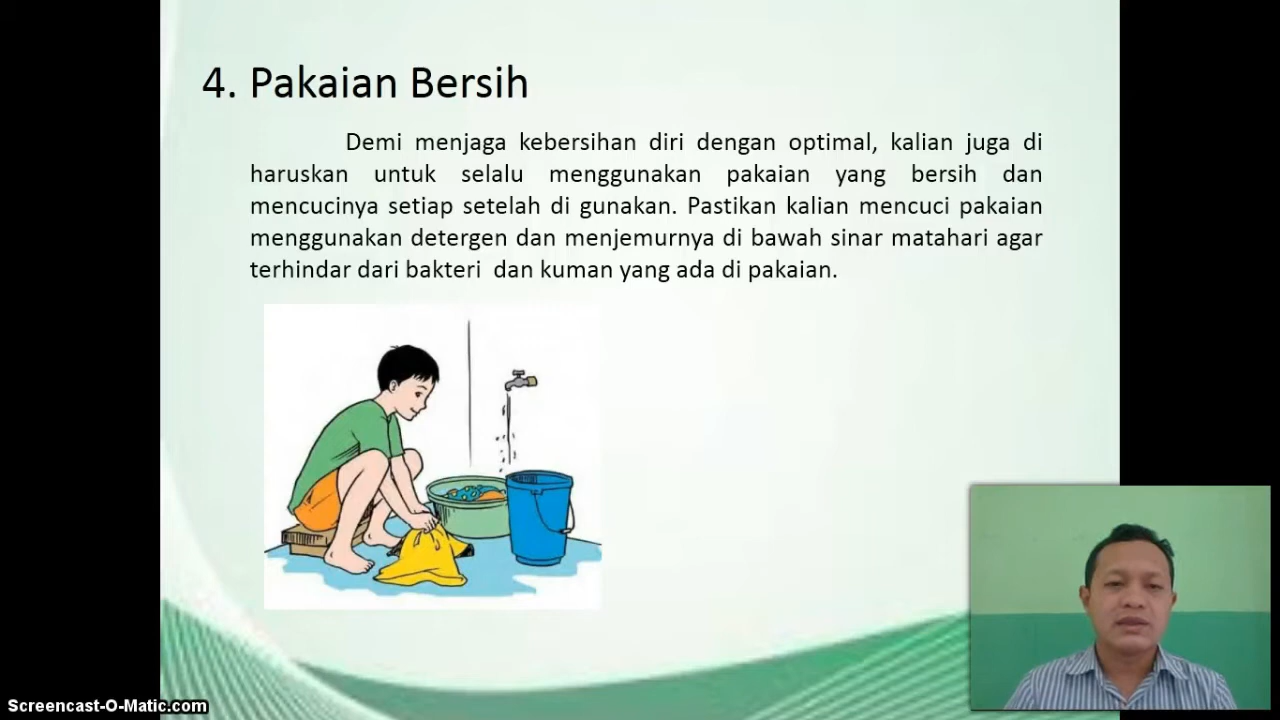 4. Pakaian Bersih
Demi menjaga kebersihan diri dengan optimal, kalian juga di
haruskan untuk selalu menggunakan pakaian yang bersih dan
mencucinya setiap setelah di gunakan. Pastikan kalian mencuci pakaian
menggunakan detergen dan menjemurnya di bawah sinar matahari agar
terhindar dari bakteri  dan kuman yang ada di pakaian.
Screencast-O-Matic.com